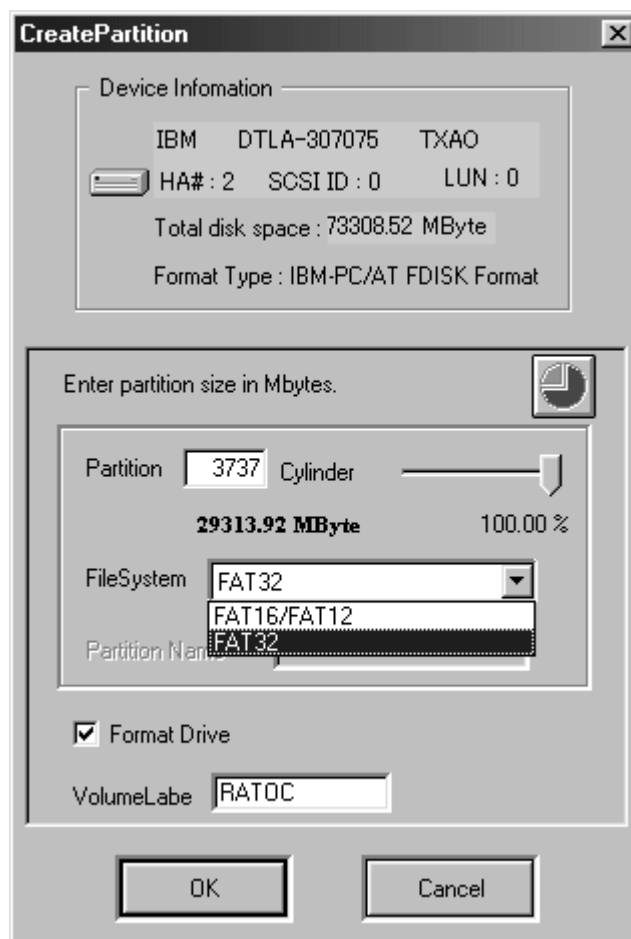 CreatePartition
Device Infomation
IBM DTLA-307075 TXAO
HA# : 2 SCSI ID : 0 LUN : 0
Total disk space : 73308.52 MByte
Format Type : IBM-PC/AT FDISK Format
Enter partition size in Mbytes.
Partition 3737 Cylinder
29313.92 MByte 100.00 %
FileSystem FAT32
FAT16/FAT12
FAT32
Partition Name
Format Drive
VolumeLabe RATOC
OK Cancel